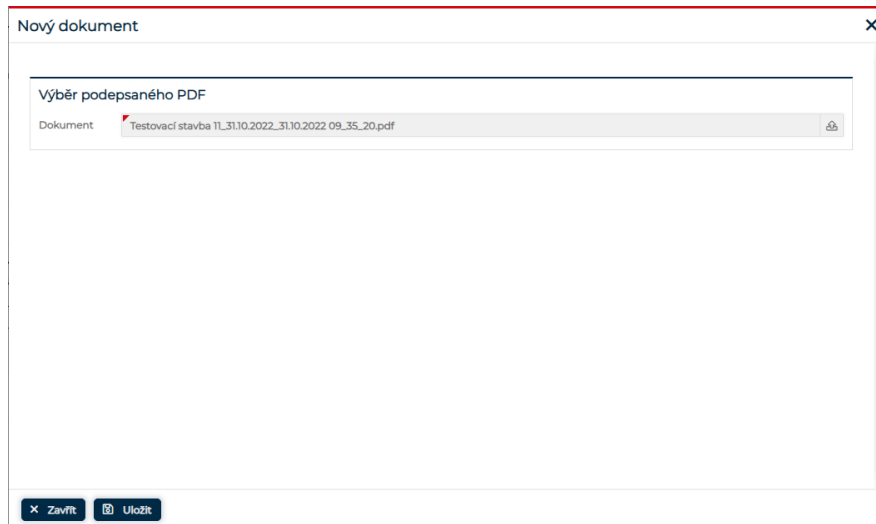 Nový dokument
Výběr podepsaného PDF
Dokument Testovací stavba 11_31.10.2022_31.10.2022 09_35_20.pdf
Zavřít Uložit